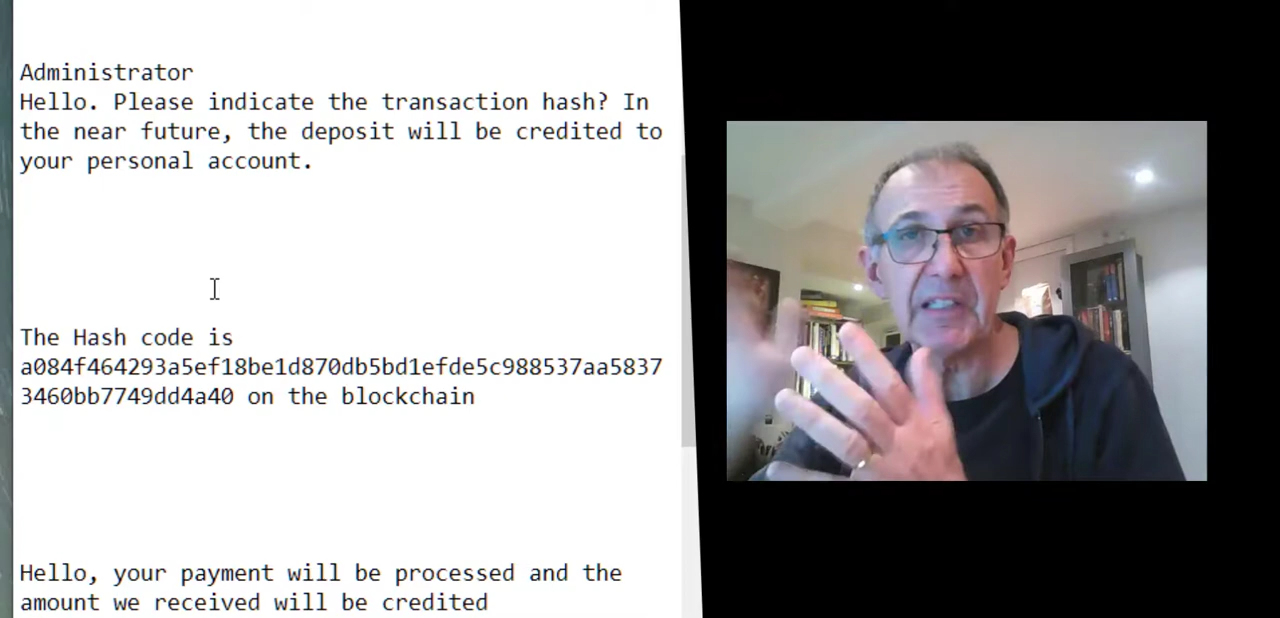 Administrator
Hello. Please indicate the transaction hash? In
the near future, the deposit will be credited to
your personal account.
The Hash code is
a084f464293a5ef18be1d870db5bd1efde5c988537aa5837
3460bb7749dd4a40 on the blockchain
Hello, your payment will be processed and the
amount we received will be credited